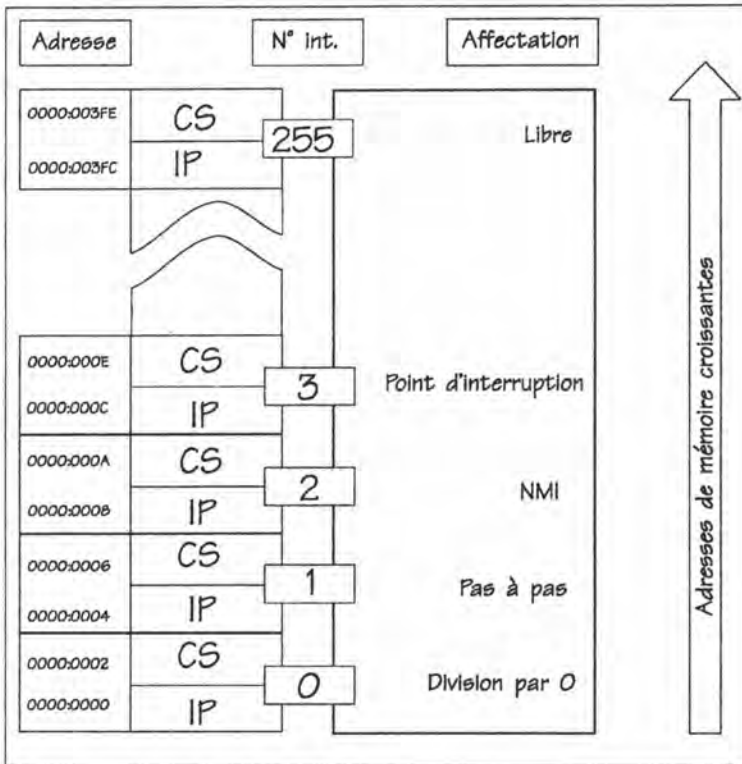 Adresse N° int. Affectation
0000:003FE CS
255 Libre
0000:003FC IP
0000:000E CS
3 Point d'interruption
0000:000C IP
0000:000A CS
2 NMI
0000:0008 IP
0000:0006 CS
1 Pas à pas
0000:0004 IP
0000:0002 CS
0 Division par 0
0000:0000 IP
Adresses de mémoire croissantes